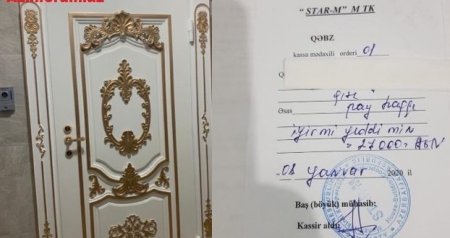 "STAR-M" M TK
QƏBZ
kassa mədaxili orderi 01
Əsas pay haqqı
iyirmi yeddi min
= 27000 = AZN
08 yanvar 2020 il
Baş (böyük) mühasib:
Kassir aldı: